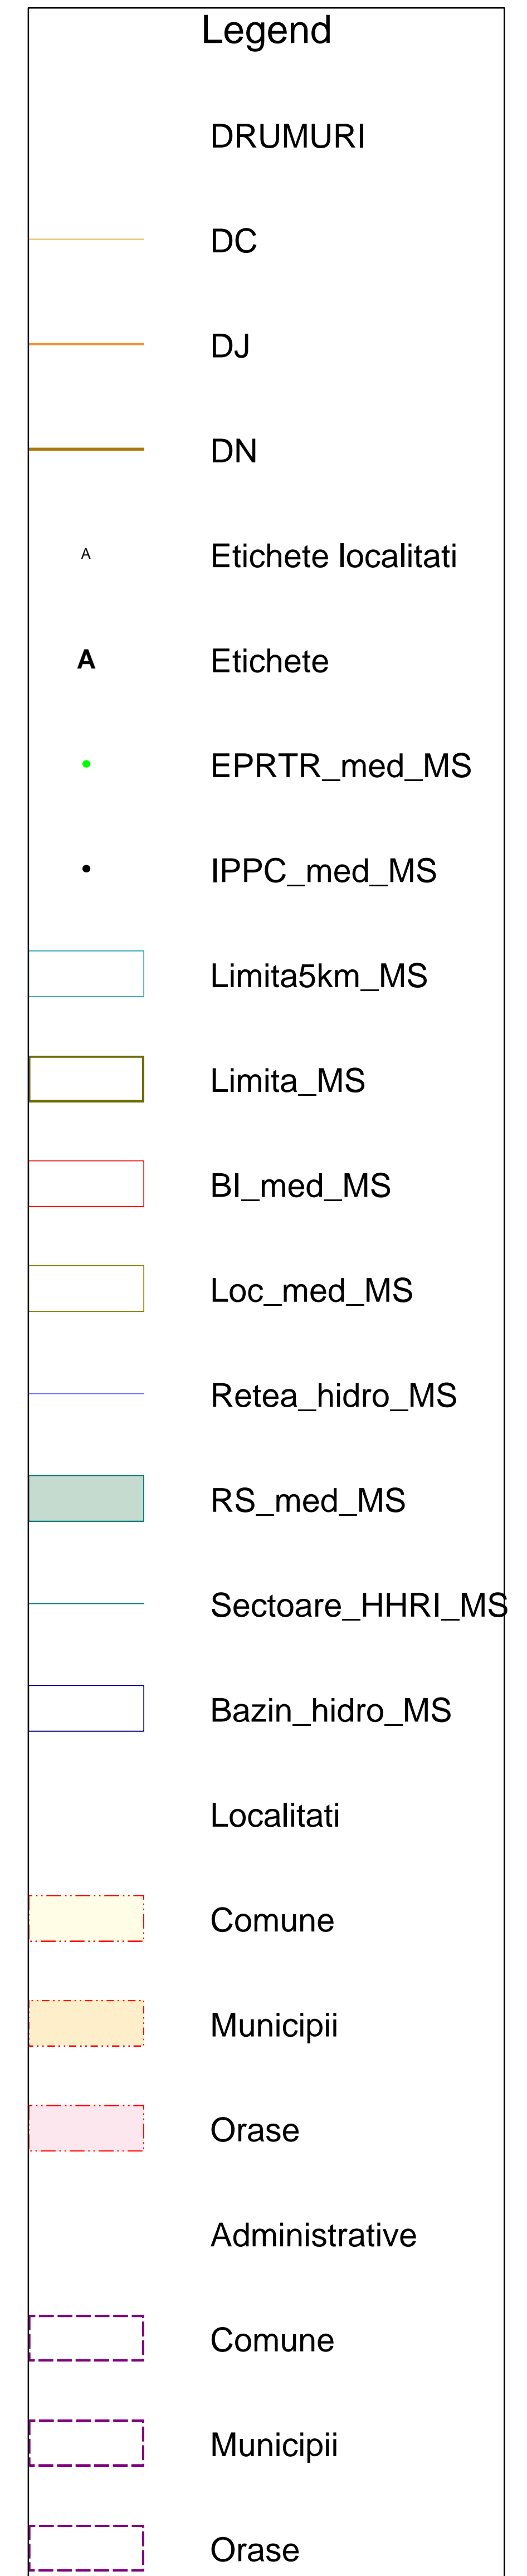 Legend
DRUMURI
DC
DJ
DN
A Etichete localitati
A Etichete
EPRTR_med_MS
IPPC_med_MS
Limita5km_MS
Limita_MS
BI_med_MS
Loc_med_MS
Retea_hidro_MS
RS_med_MS
Sectoare_HHRI_MS
Bazin_hidro_MS
Localitati
Comune
Municipii
Orase
Administrative
Comune
Municipii
Orase